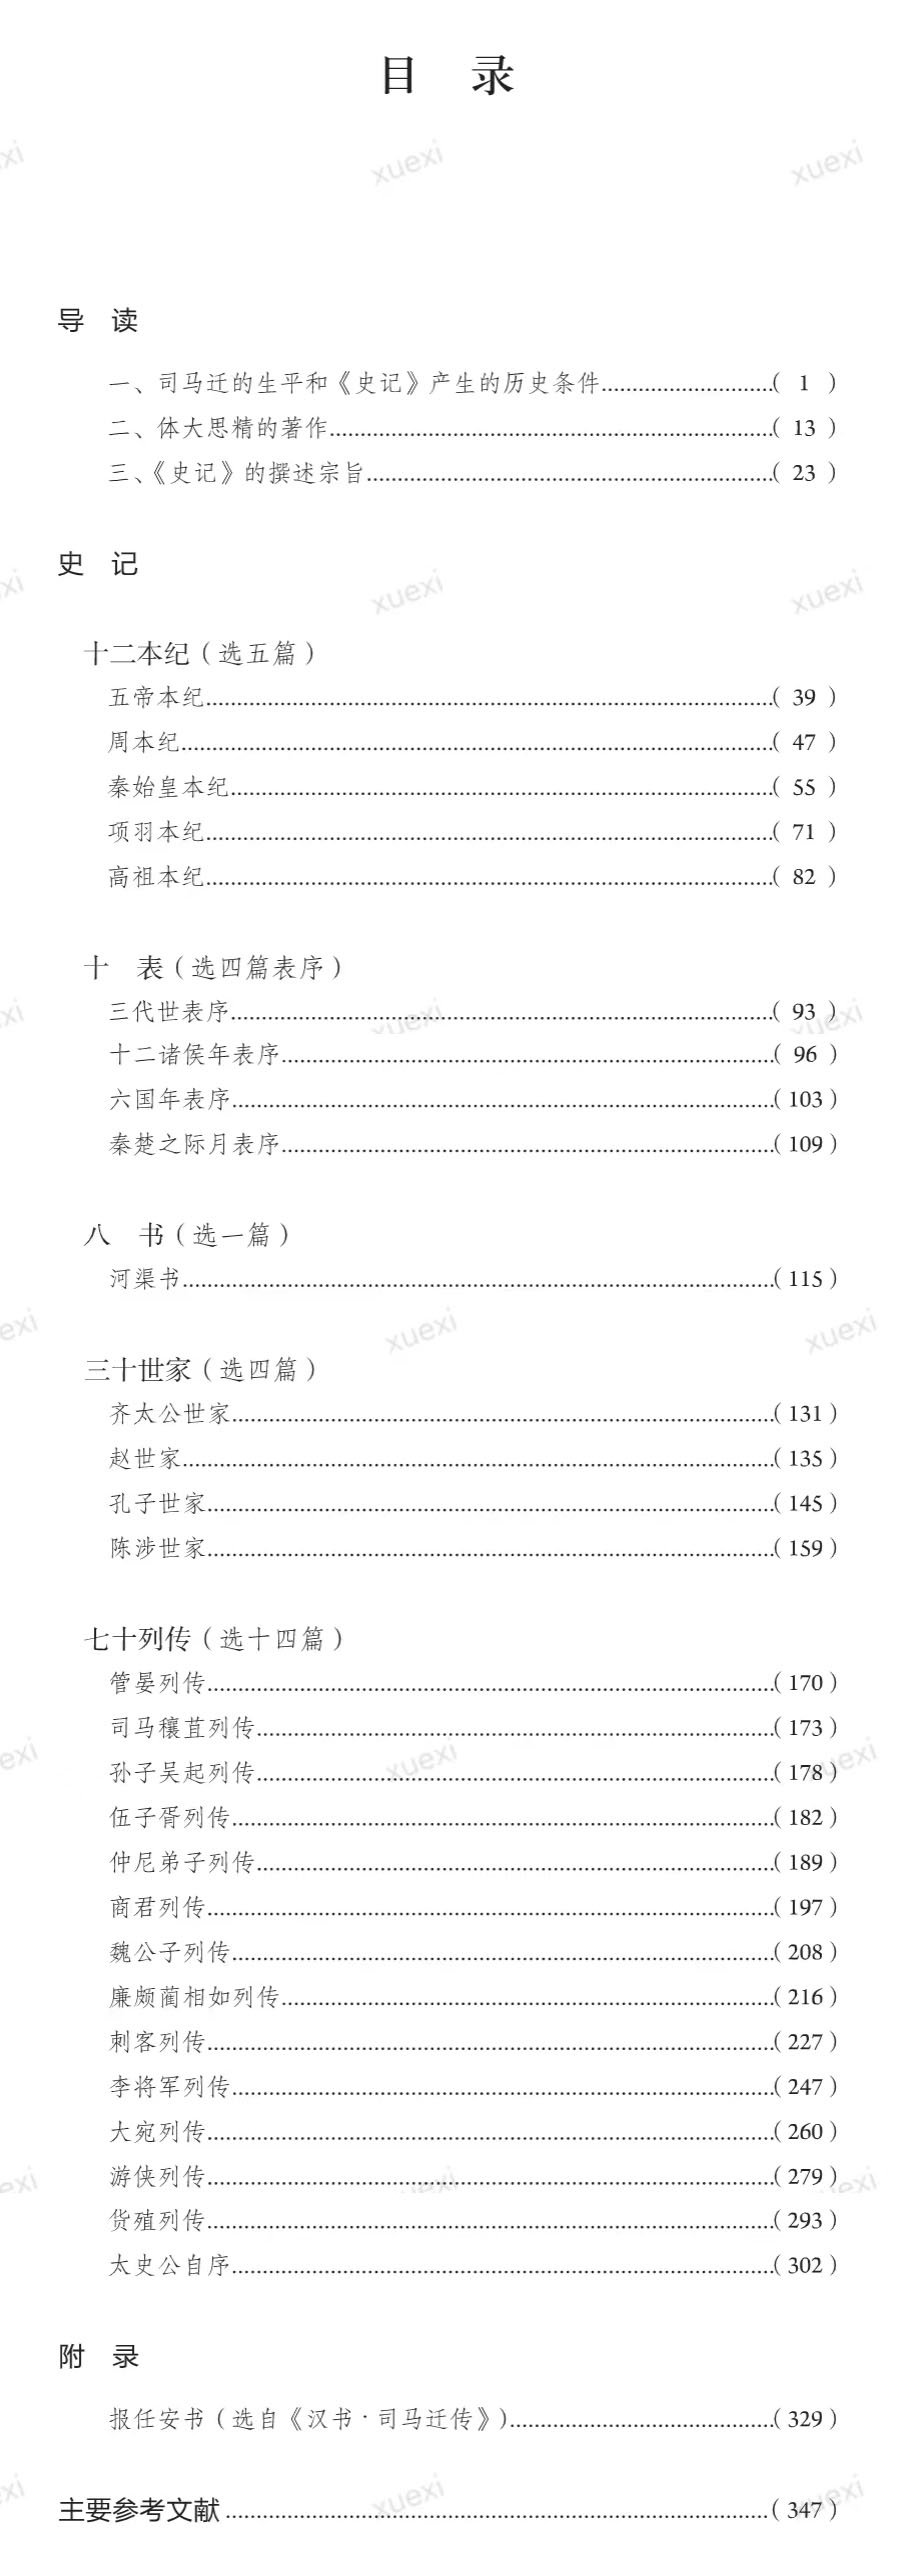 目 录
导 读
一、司马迁的生平和《史记》产生的历史条件........................( 1 )
二、体大思精的著作........................( 13 )
三、《史记》的撰述宗旨........................( 23 )
史 记
十二本纪（选五篇）
五帝本纪........................( 39 )
周本纪........................( 47 )
秦始皇本纪........................( 55 )
项羽本纪........................( 71 )
高祖本纪........................( 82 )
十 表（选四篇表序）
三代世表序........................( 93 )
十二诸侯年表序........................( 96 )
六国年表序........................( 103 )
秦楚之际月表序........................( 109 )
八 书（选一篇）
河渠书........................( 115 )
三十世家（选四篇）
齐太公世家........................( 131 )
赵世家........................( 135 )
孔子世家........................( 145 )
陈涉世家........................( 159 )
七十列传（选十四篇）
管晏列传........................( 170 )
司马穰苴列传........................( 173 )
孙子吴起列传........................( 178 )
伍子胥列传........................( 182 )
仲尼弟子列传........................( 189 )
商君列传........................( 197 )
魏公子列传........................( 208 )
廉颇蔺相如列传........................( 216 )
刺客列传........................( 227 )
李将军列传........................( 247 )
大宛列传........................( 260 )
游侠列传........................( 279 )
货殖列传........................( 293 )
太史公自序........................( 302 )
附 录
报任安书（选自《汉书·司马迁传》)........................( 329 )
主要参考文献........................( 347 )
xuexi